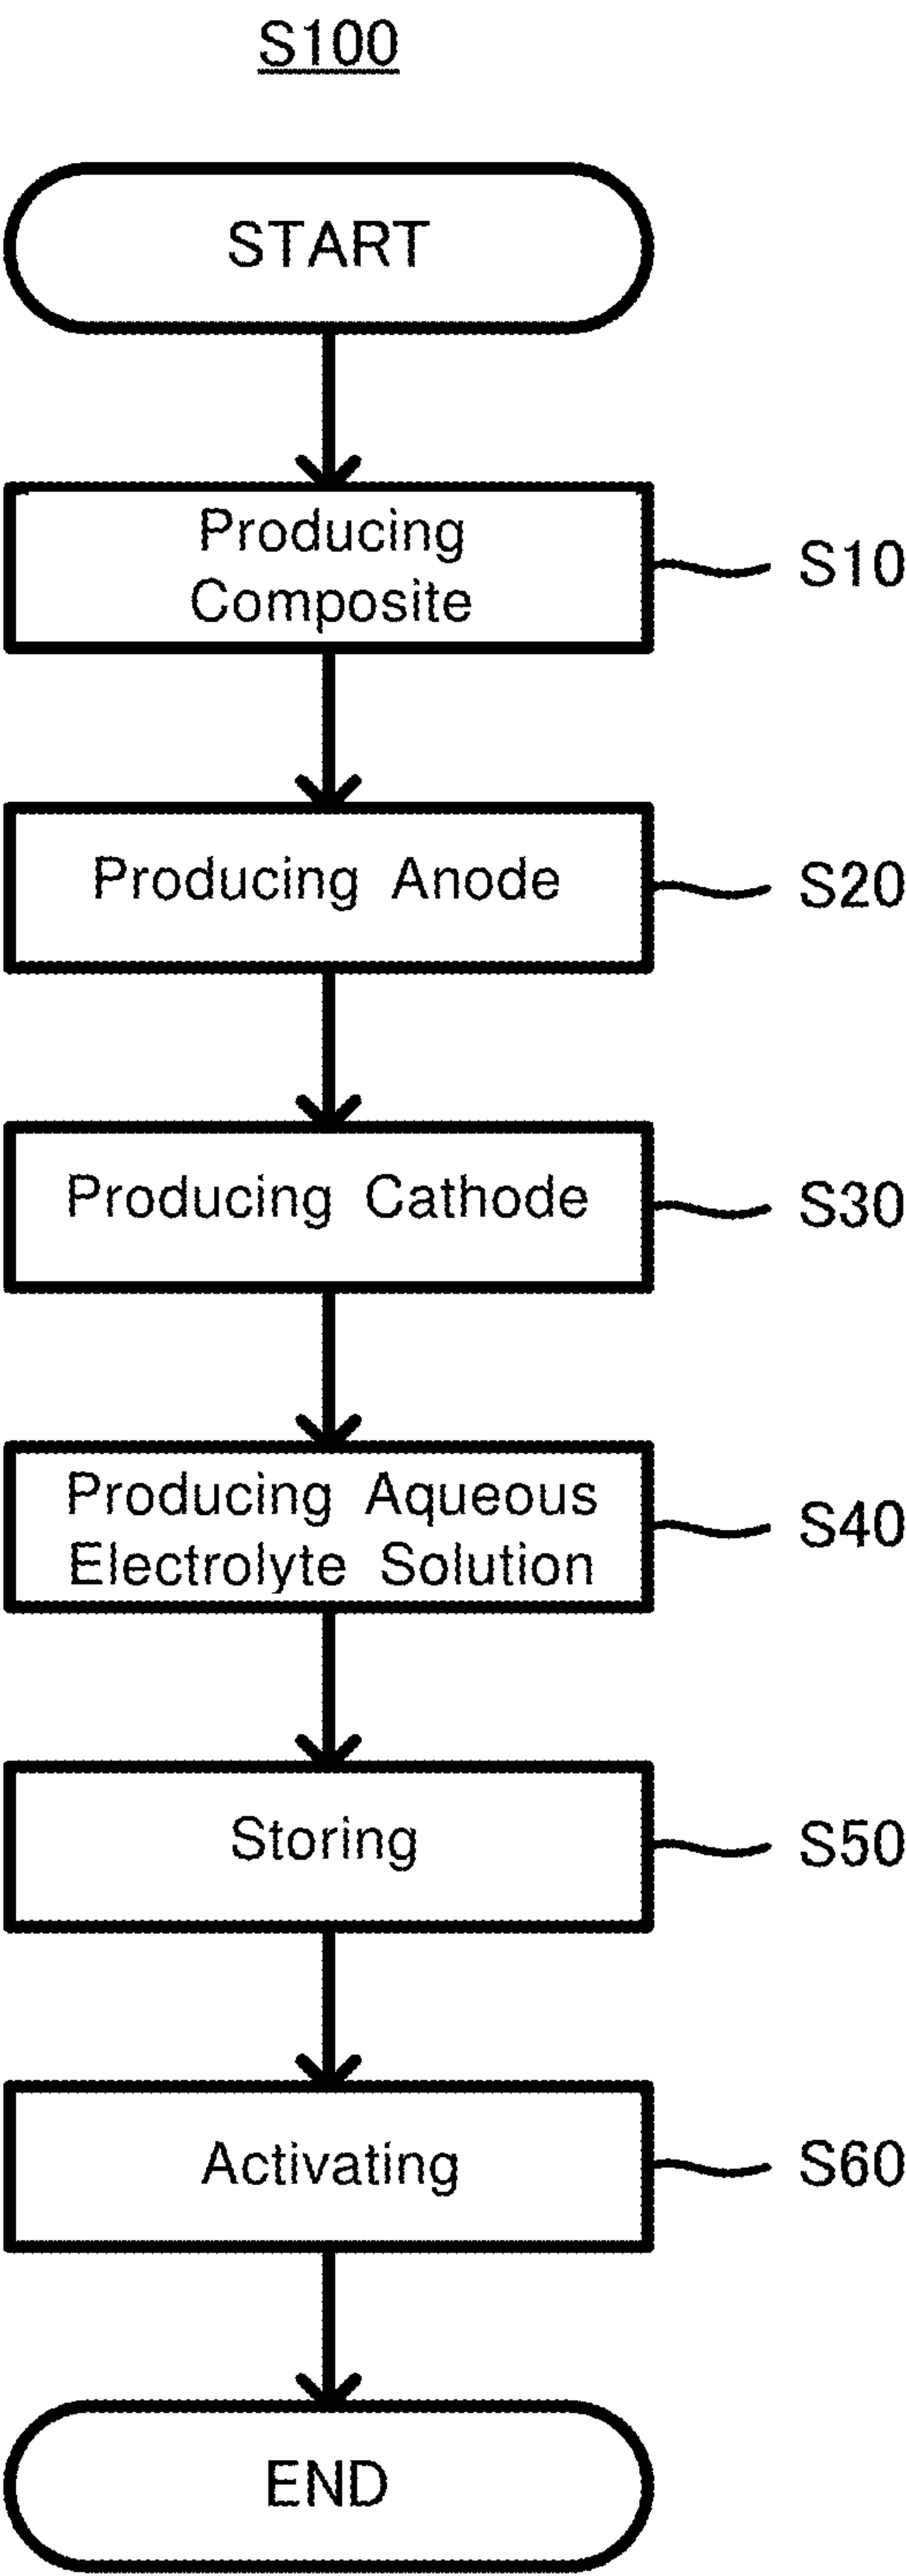 S100
START
Producing
Composite
S10
Producing Anode
S20
Producing Cathode
S30
Producing Aqueous
Electrolyte Solution
S40
Storing
S50
Activating
S60
END